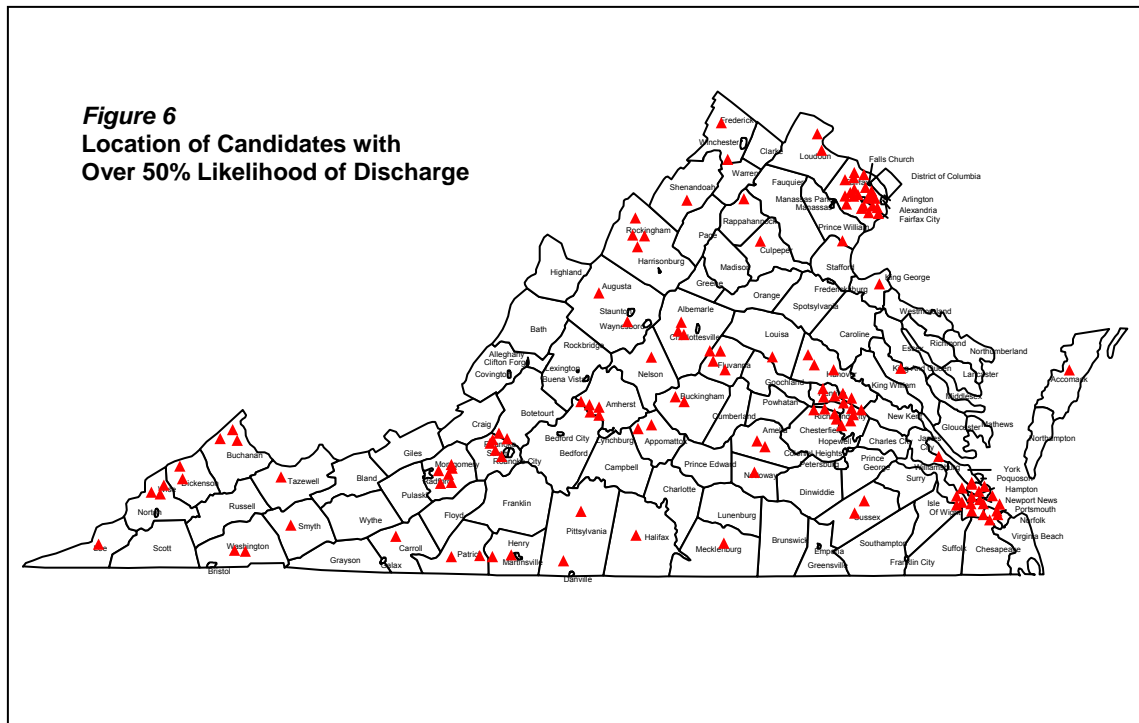 Figure 6
Location of Candidates with
Over 50% Likelihood of Discharge
Frederick
Winchester
Clarke
Loudoun
Falls Church
District of Columbia
Warren
Fauquier
Shenandoah
Manassas Park
Manassas
Arlington
Alexandria
Fairfax City
Rappahannock
Prince William
Rockingham
Page
Culpeper
Harrisonburg
Madison
Stafford
King George
Highland
Greene
Orange
Fredericksburg
Augusta
Spotsylvania
Westmoreland
Staunton
Albemarle
Waynesboro
Bath
Charlottesville
Louisa
Caroline
Essex
Richmond
Northumberland
Rockbridge
Alleghany
Clifton Forge
Lexington
Covington
Buena Vista
Nelson
Fluvanna
Goochland
Hanover
King And Queen
Lancaster
Accomack
King William
Middlesex
Buckingham
Powhatan
Amherst
Botetourt
Cumberland
New Kent
Gloucester
Mathews
Craig
Bedford City
Lynchburg
Appomattox
Amelia
Chesterfield
Hopewell
Charles City
James
City
Northampton
Buchanan
Giles
Bedford
Colonial Heights
Petersburg
Prince
George
Williamsburg
Montgomery
Roanoke City
Campbell
Prince Edward
Surry
York
Poquoson
Hampton
Dickenson
Tazewell
Bland
Pulaski
Nottoway
Charlotte
Dinwiddie
Newport News
Portsmouth
Norfolk
Russell
Franklin
Isle
Of Wight
Norton
Wythe
Floyd
Lunenburg
Sussex
Smyth
Pittsylvania
Virginia Beach
Scott
Washington
Carroll
Patrick
Henry
Martinsville
Halifax
Mecklenburg
Brunswick
Southampton
Suffolk
Chesapeake
Grayson
Galax
Emporia
Greensville
Franklin City
Bristol
Danville